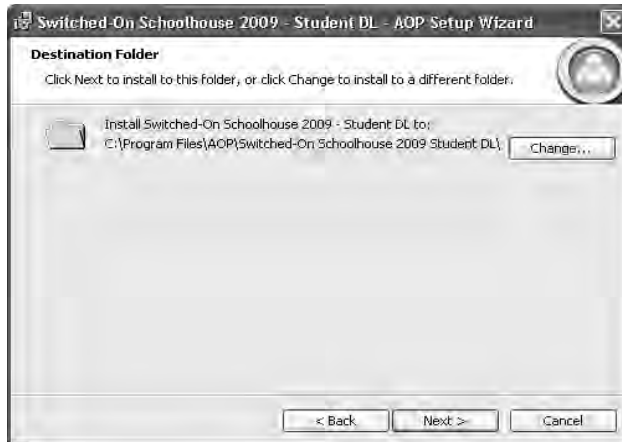 Switched-On Schoolhouse 2009 - Student DL - AOP Setup Wizard
Destination Folder
Click Next to install to this folder, or click Change to install to a different folder.
Install Switched-On Schoolhouse 2009 - Student DL to:
C:\Program Files\AOP\Switched-On Schoolhouse 2009 Student DL\
Change...
< Back
Next >
Cancel